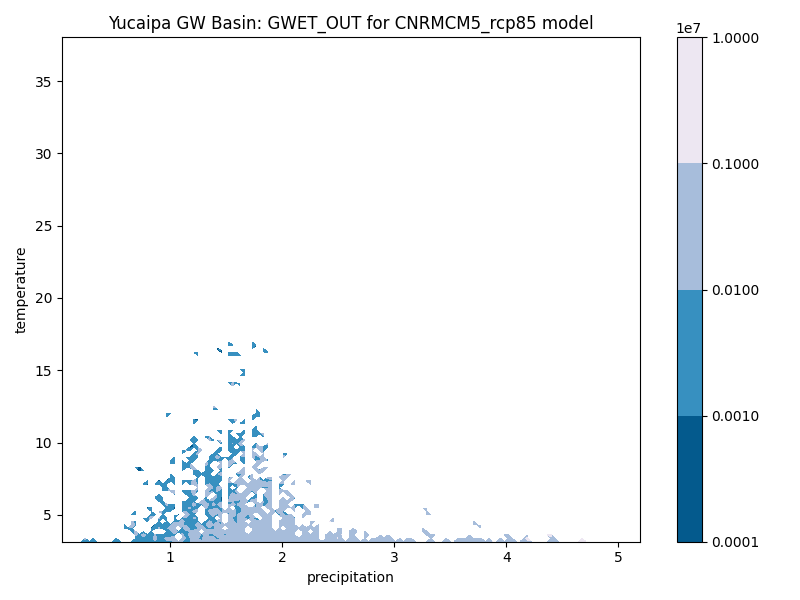 Yucaipa GW Basin: GWET_OUT for CNRMCM5_rcp85 model
1e7
1.0000
0.1000
0.0100
0.0010
0.0001
35
30
25
20
15
10
5
temperature
1 2 3 4 5
precipitation